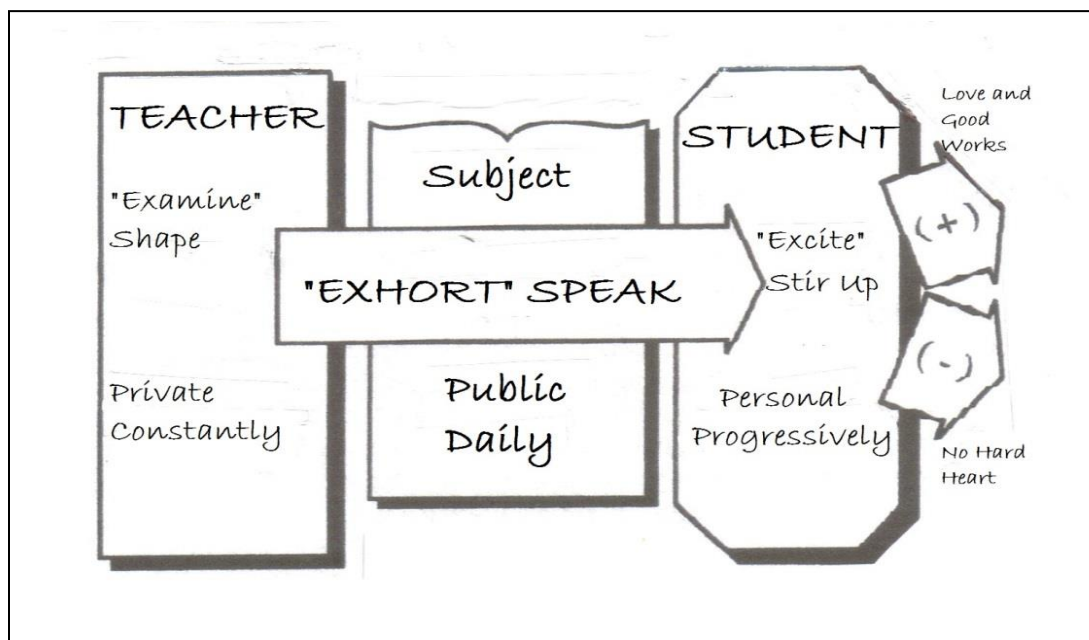 TEACHER
"Examine"
Shape
Private
Constantly
Subject
"EXHORT" SPEAK
Public
Daily
STUDENT
"Excite"
Stir Up
Personal
Progressively
Love and
Good
Works
(+)
(-)
No Hard
Heart